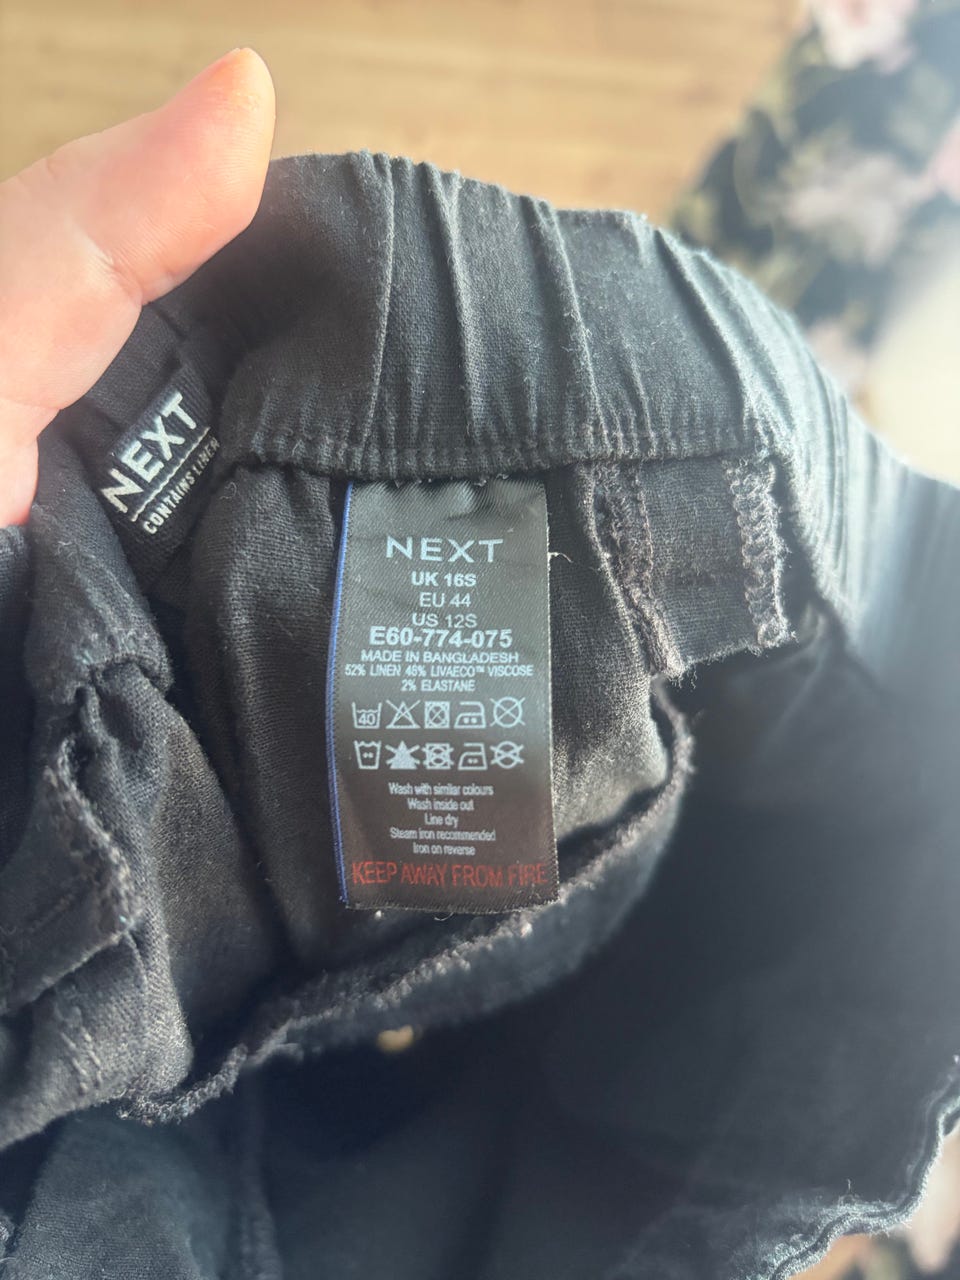 NEXT
CONTAINS LINEN
NEXT
UK 16S
EU 44
US 12S
E60-774-075
MADE IN BANGLADESH
52% LINEN 46% LIVAECO™ VISCOSE
2% ELASTANE
40
Wash with similar colours
Wash inside out
Line dry
Steam iron recommended
Iron on reverse
KEEP AWAY FROM FIRE